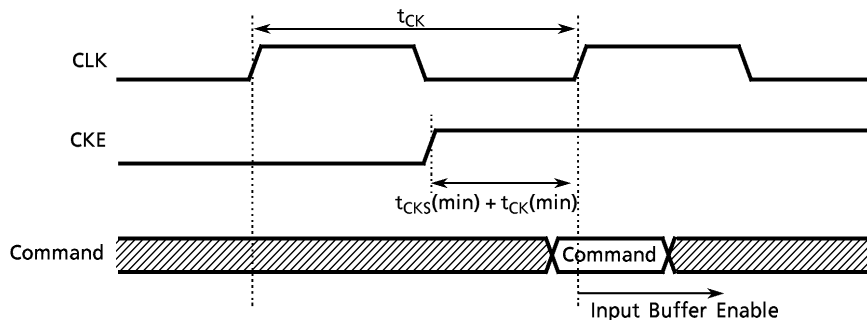 tCK
CLK
CKE
tCKS(min) + tCK(min)
Command
Command
Input Buffer Enable